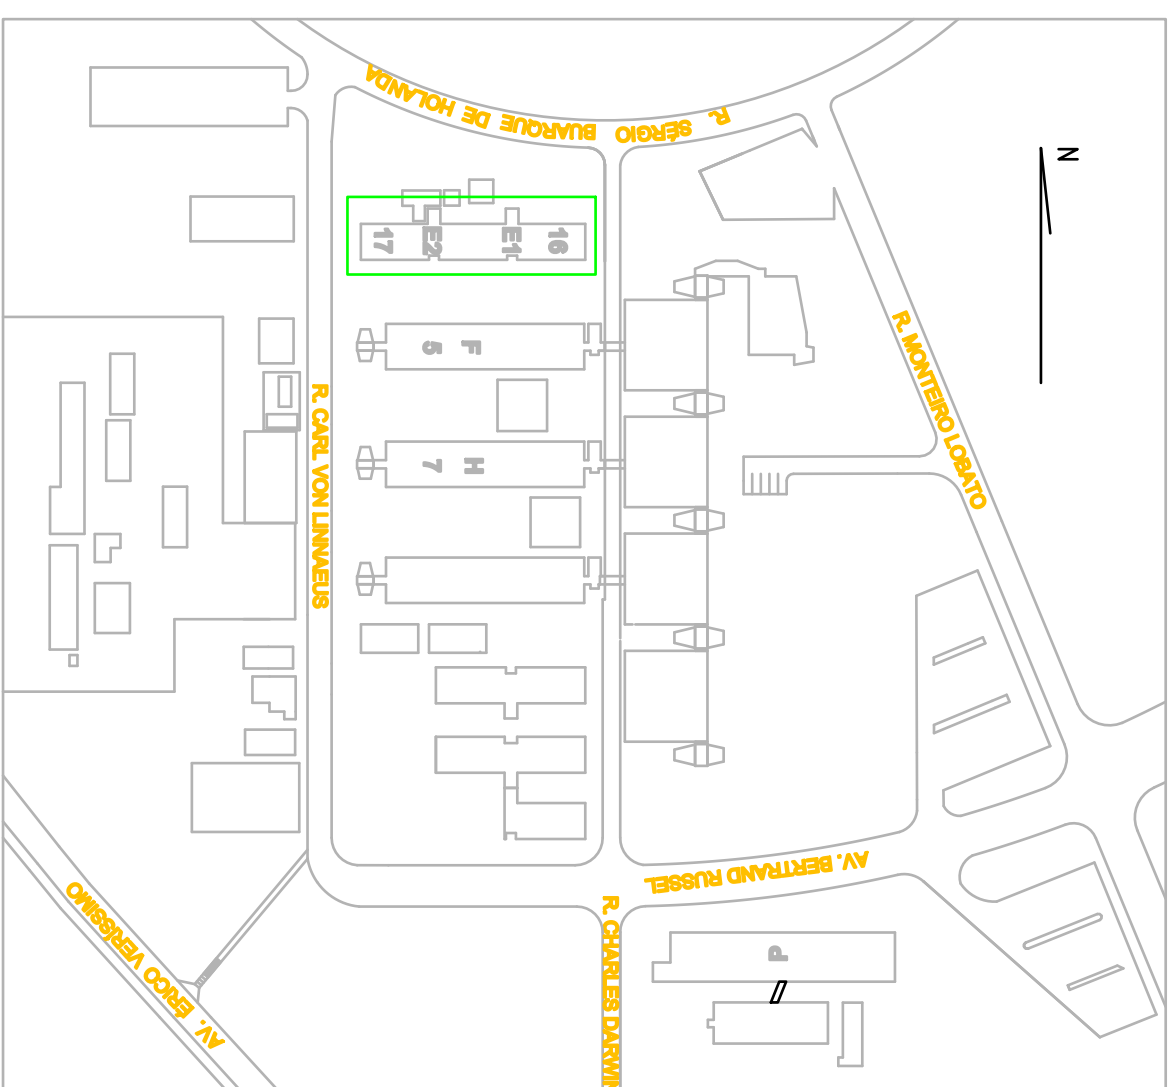 R. SÉRGIO BUARQUE DE HOLANDA
N
17
E2
E1
16
F
5
H
7
R. CARL VON LINNAEUS
R. MONTEIRO LOBATO
AV. BERTRAND RUSSEL
R. CHARLES DARWIN
AV. ÉRICO VERÍSSIMO
d